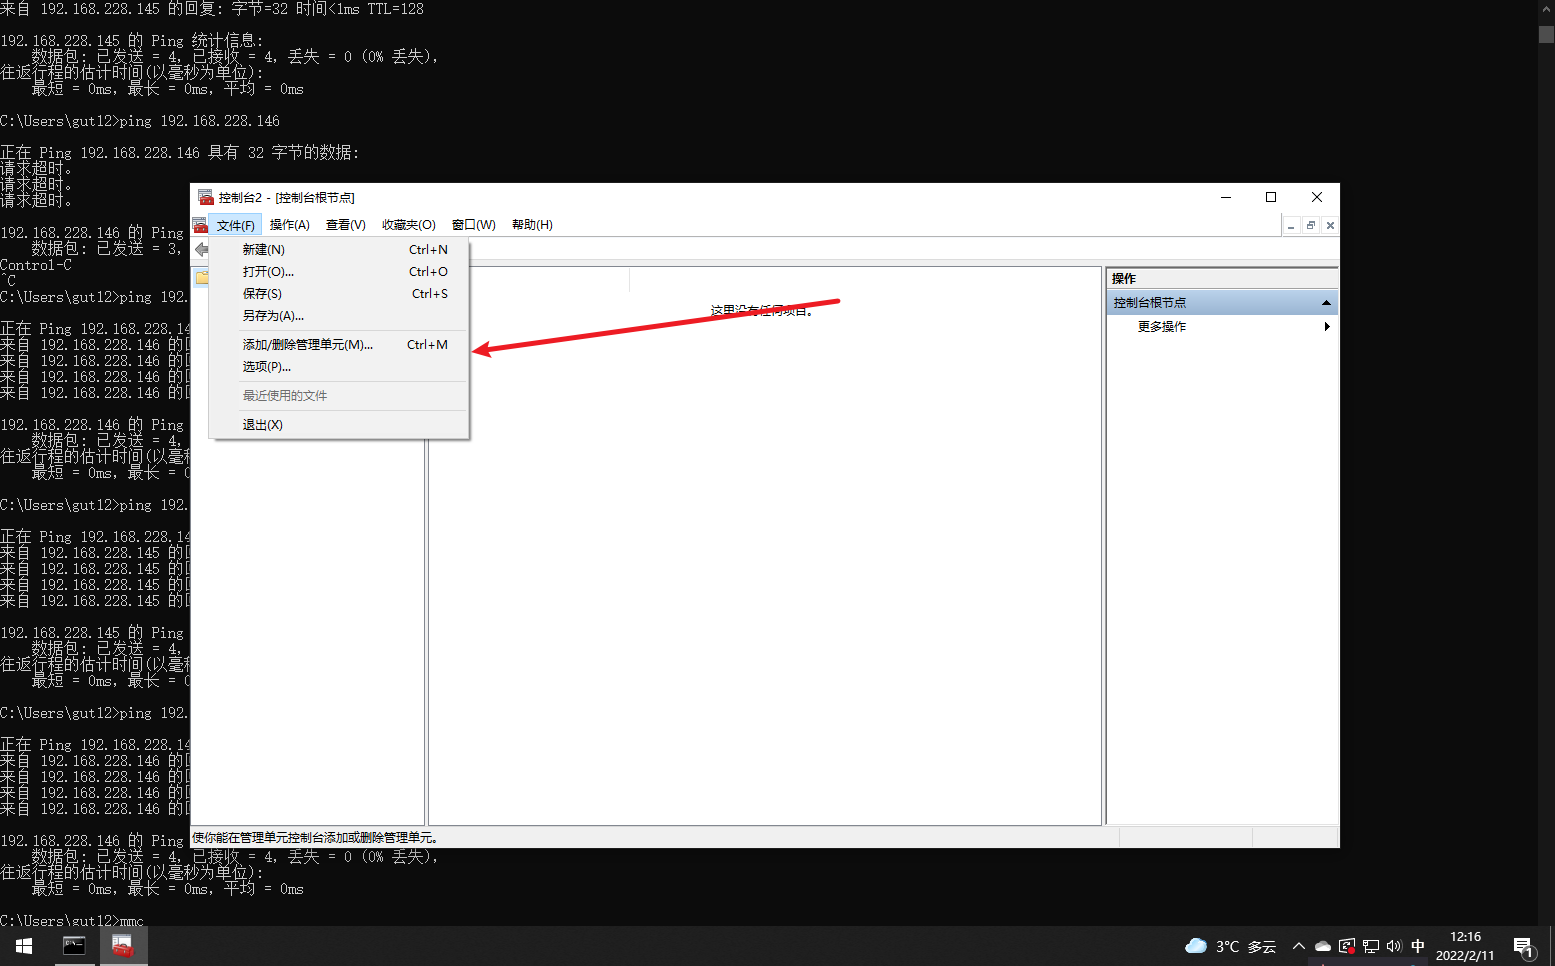 来自 192.168.228.145 的回复: 字节=32 时间<1ms TTL=128
192.168.228.145 的 Ping 统计信息:
数据包: 已发送 = 4，已接收 = 4，丢失 = 0 (0% 丢失)，
往返行程的估计时间(以毫秒为单位):
最短 = 0ms，最长 = 0ms，平均 = 0ms
C:\Users\gut12>ping 192.168.228.146
正在 Ping 192.168.228.146 具有 32 字节的数据:
请求超时。
请求超时。
请求超时。
192.168.228.146 的 Ping
数据包: 已发送 = 3，
Control-C
^C
C:\Users\gut12>ping 192.
正在 Ping 192.168.228.14
来自 192.168.228.146 的
来自 192.168.228.146 的
来自 192.168.228.146 的
来自 192.168.228.146 的
192.168.228.146 的 Ping
数据包: 已发送 = 4，
往返行程的估计时间(以毫
最短 = 0ms，最长 =
C:\Users\gut12>ping 192.
正在 Ping 192.168.228.14
来自 192.168.228.145 的
来自 192.168.228.145 的
来自 192.168.228.145 的
来自 192.168.228.145 的
192.168.228.145 的 Ping
数据包: 已发送 = 4，
往返行程的估计时间(以毫
最短 = 0ms，最长 =
C:\Users\gut12>ping 192.
正在 Ping 192.168.228.14
来自 192.168.228.146 的
来自 192.168.228.146 的
来自 192.168.228.146 的
来自 192.168.228.146 的
192.168.228.146 的 Ping
数据包: 已发送 = 4，已接收 = 4，丢失 = 0 (0% 丢失)，
往返行程的估计时间(以毫秒为单位):
最短 = 0ms，最长 = 0ms，平均 = 0ms
C:\Users\gut12>mmc
控制台2 - [控制台根节点]
文件(F) 操作(A) 查看(V) 收藏夹(O) 窗口(W) 帮助(H)
新建(N) Ctrl+N
打开(O)... Ctrl+O
保存(S) Ctrl+S
另存为(A)...
添加/删除管理单元(M)... Ctrl+M
选项(P)...
最近使用的文件
退出(X)
这里没有任何项目。
操作
控制台根节点
更多操作
使你能在管理单元控制台添加或删除管理单元。
3°C 多云
中
12:16
2022/2/11
1